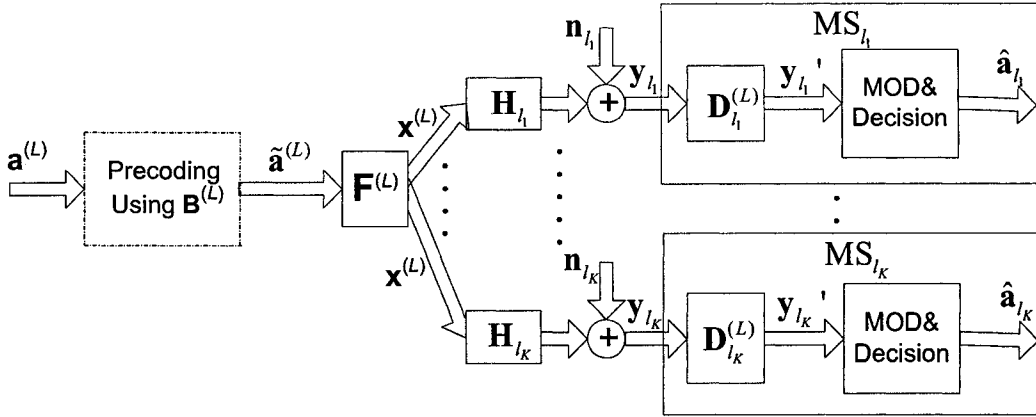 a^(L)
Precoding
Using B^(L)
ã^(L)
F^(L)
x^(L)
x^(L)
H_{l_1}
n_{l_1}
+
y_{l_1}
MS_{l_1}
D_{l_1}^(L)
y_{l_1}'
MOD&
Decision
â_{l_1}
H_{l_K}
n_{l_K}
+
y_{l_K}
MS_{l_K}
D_{l_K}^(L)
y_{l_K}'
MOD&
Decision
â_{l_K}